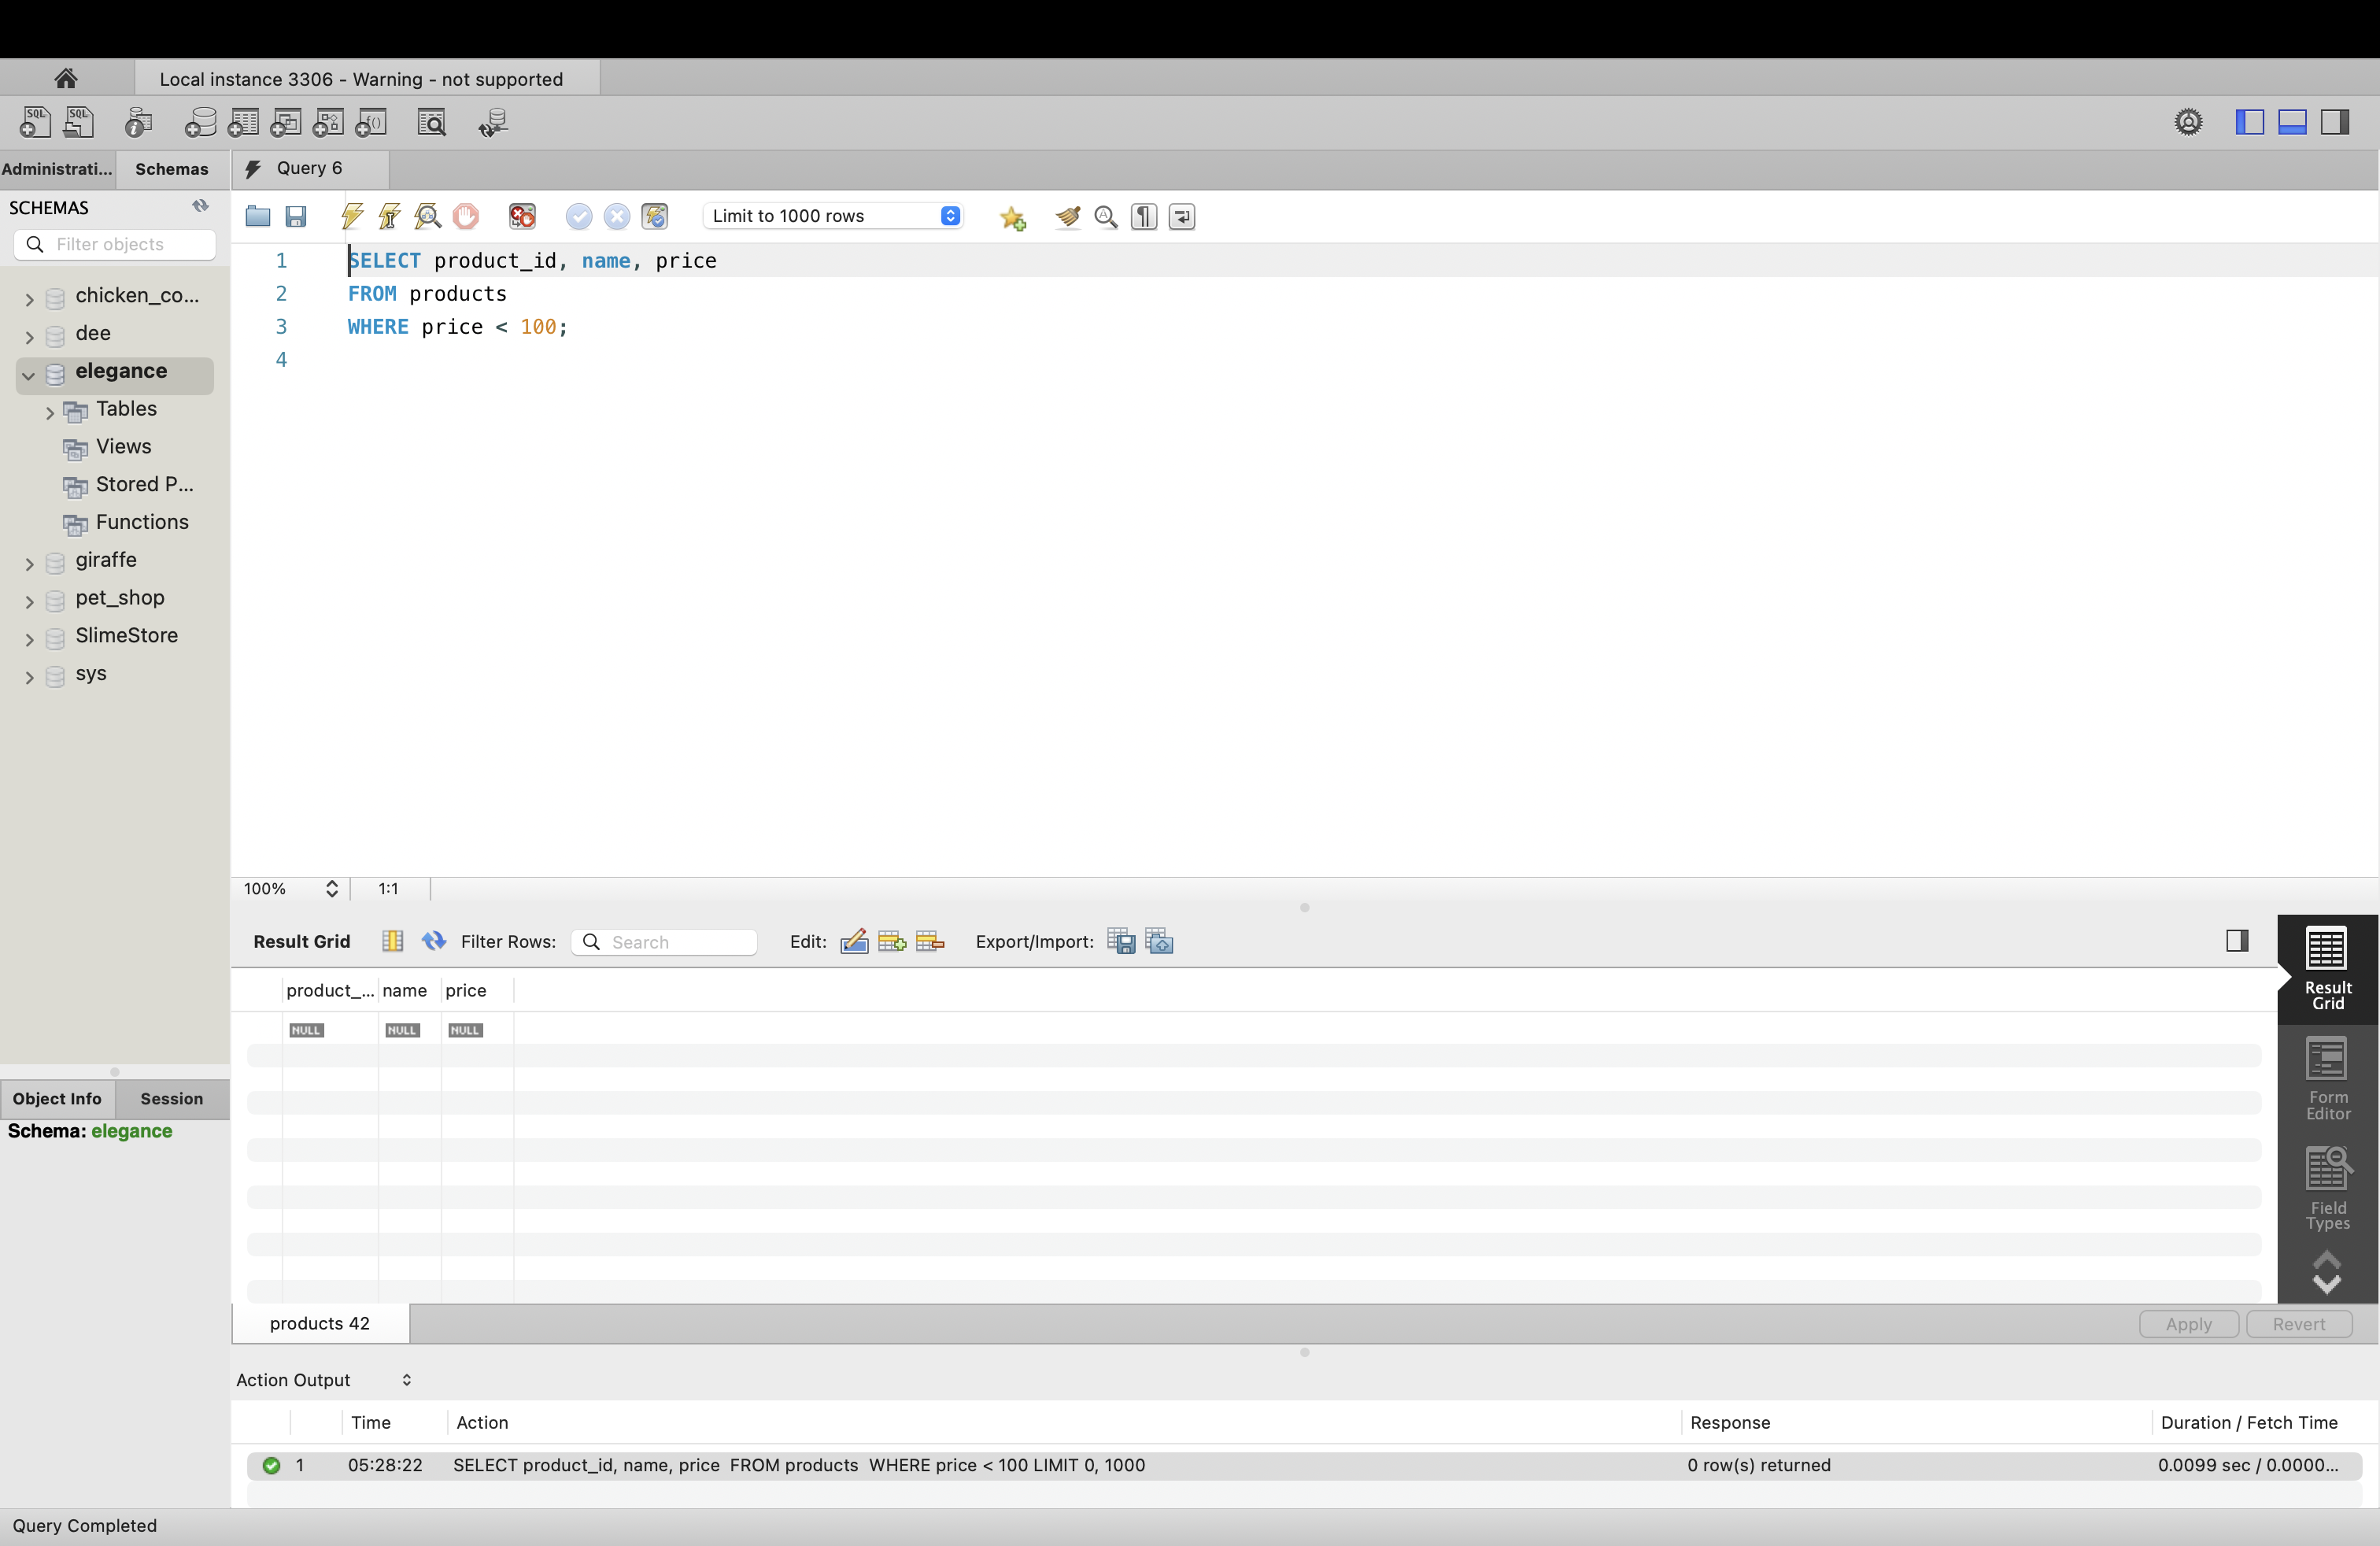 Local instance 3306 - Warning - not supported
SQL SQL
Administrati... Schemas Query 6
SCHEMAS
Limit to 1000 rows
Filter objects
1 SELECT product_id, name, price
2 FROM products
3 WHERE price < 100;
4
chicken_co...
dee
elegance
Tables
Views
Stored P...
Functions
giraffe
pet_shop
SlimeStore
sys
100% 1:1
Result Grid Filter Rows: Search Edit: Export/Import:
product_... name price
NULL NULL NULL
Result
Grid
Form
Editor
Field
Types
Object Info Session
Schema: elegance
products 42 Apply Revert
Action Output
Time Action Response Duration / Fetch Time
1 05:28:22 SELECT product_id, name, price FROM products WHERE price < 100 LIMIT 0, 1000 0 row(s) returned 0.0099 sec / 0.0000...
Query Completed